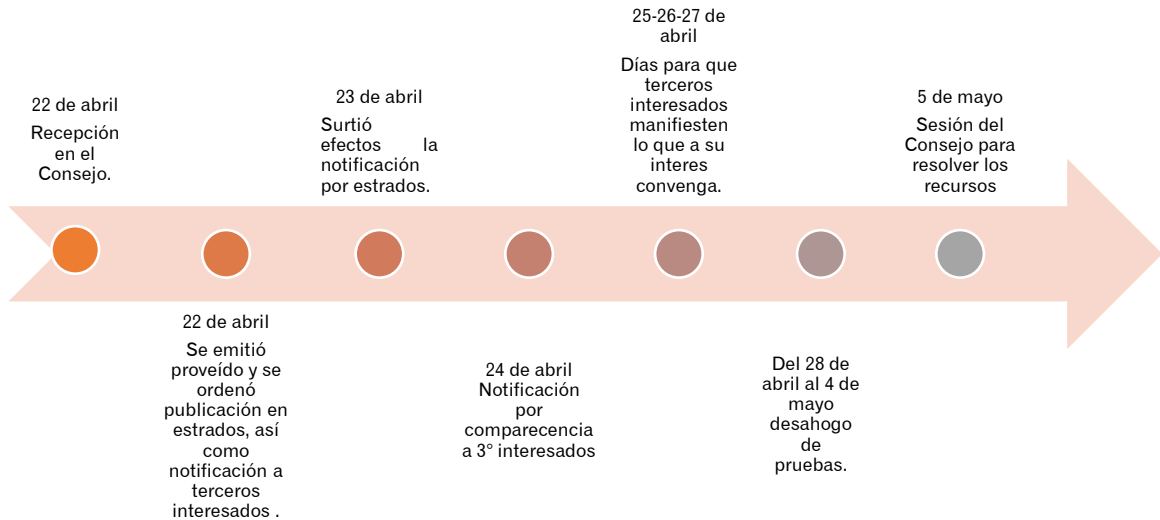 22 de abril
Recepción
en el
Consejo.
22 de abril
Se emitió
proveído y se
ordenó
publicación en
estrados, así
como
notificación a
terceros
interesados .
23 de abril
Surtió
efectos la
notificación
por estrados.
24 de abril
Notificación
por
comparecencia
a 3° interesados
25-26-27 de
abril
Días para que
terceros
interesados
manifiesten
lo que a su
interes
convenga.
Del 28 de
abril al 4 de
mayo
desahogo
de
pruebas.
5 de mayo
Sesión del
Consejo para
resolver los
recursos